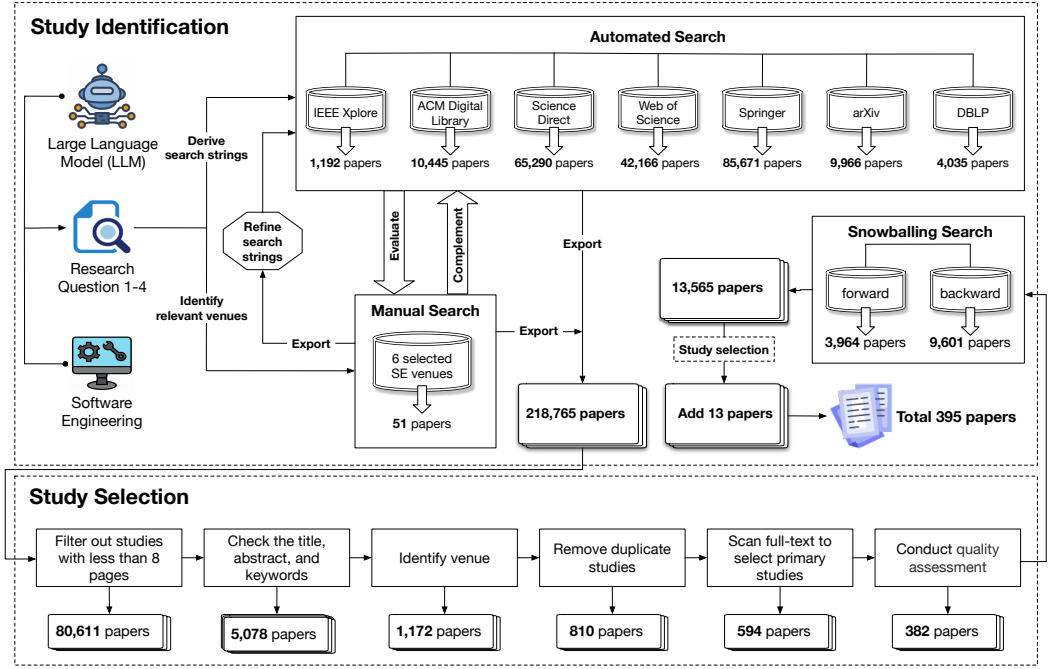 Study Identification
Automated Search
IEEE Xplore
1,192 papers
ACM Digital
Library
10,445 papers
Science
Direct
65,290 papers
Web of
Science
42,166 papers
Springer
85,671 papers
arXiv
9,966 papers
DBLP
4,035 papers
Large Language
Model (LLM)
Derive
search strings
Research
Question 1-4
Refine
search
strings
Evaluate
Complement
Export
Identify
relevant venues
Export
Manual Search
6 selected
SE venues
51 papers
Export
Software
Engineering
218,765 papers
Snowballing Search
forward
3,964 papers
backward
9,601 papers
13,565 papers
Study selection
Add 13 papers
Total 395 papers
Study Selection
Filter out studies
with less than 8
pages
80,611 papers
Check the title,
abstract, and
keywords
5,078 papers
Identify venue
1,172 papers
Remove duplicate
studies
810 papers
Scan full-text to
select primary
studies
594 papers
Conduct quality
assessment
382 papers